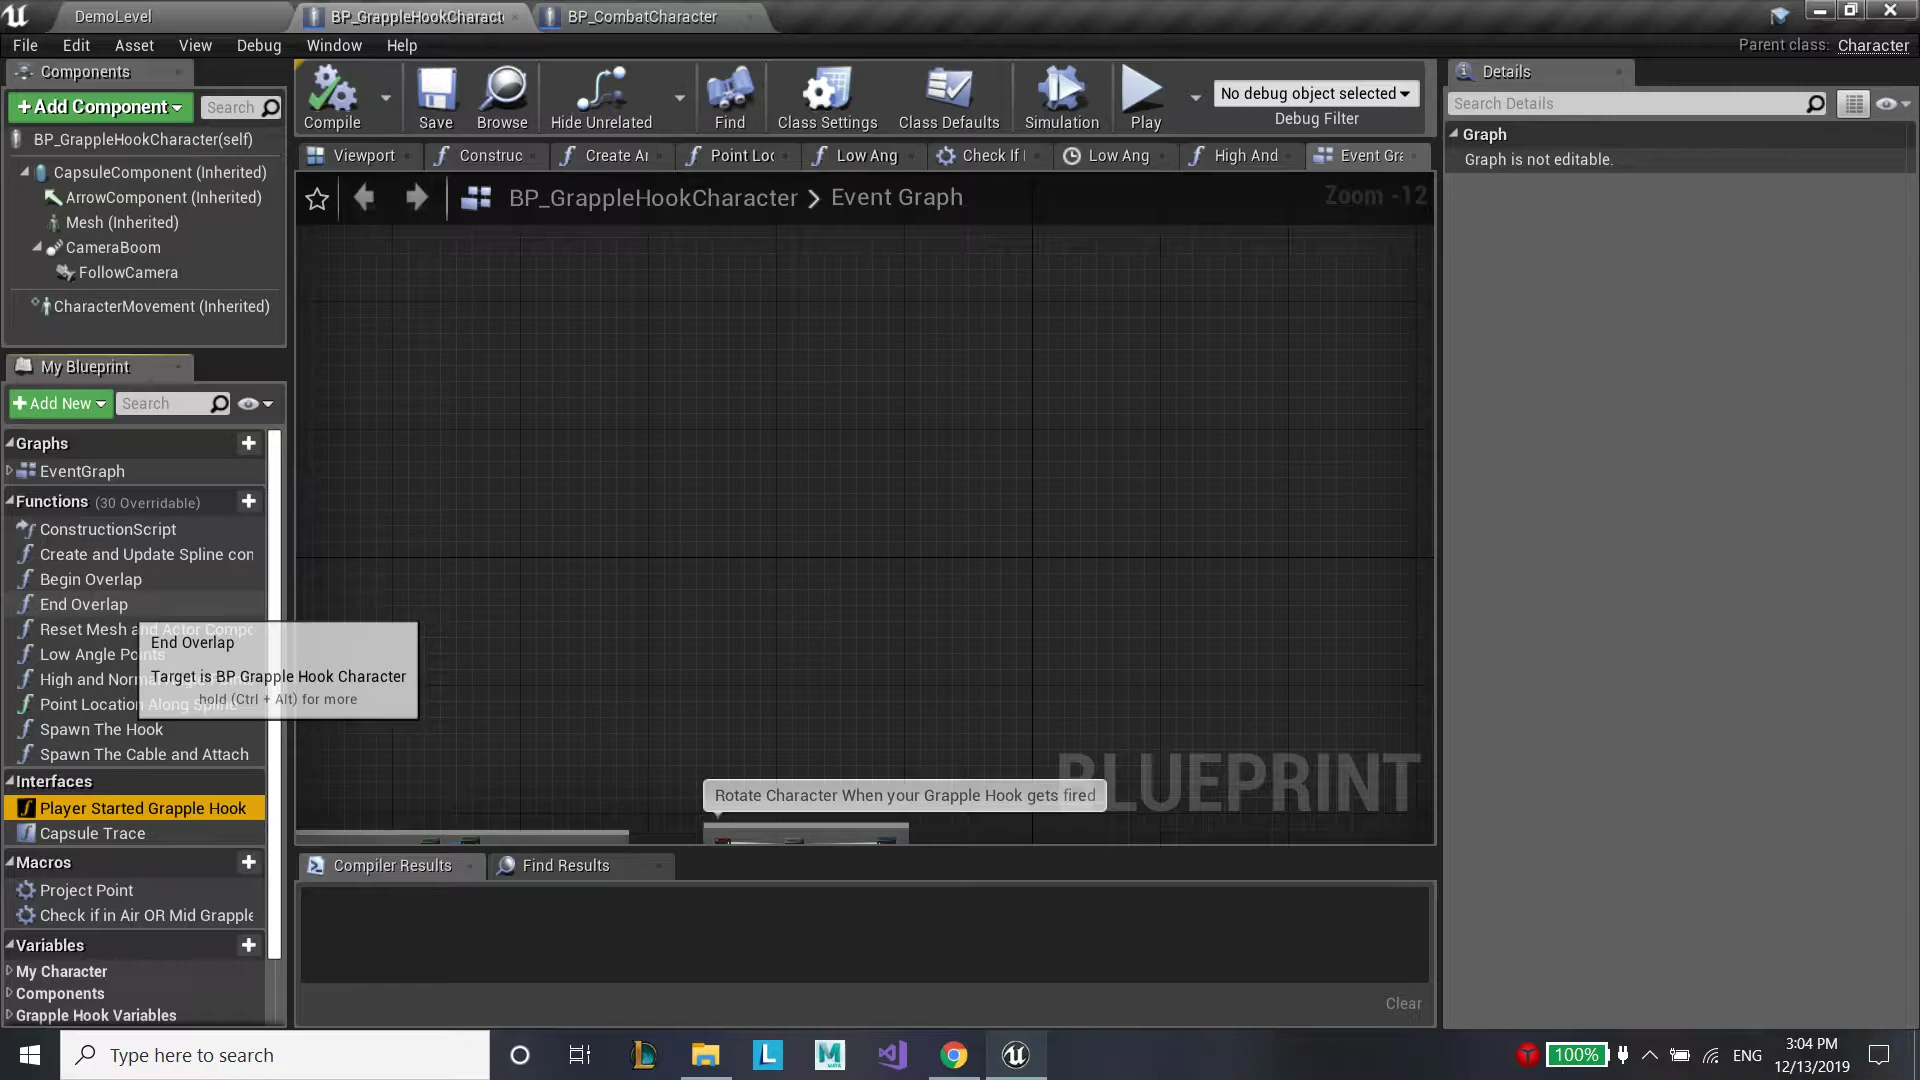 DemoLevel
BP_GrappleHookCharact
BP_CombatCharacter
File Edit Asset View Debug Window Help
Parent class: Character
Components
Add Component
Search
BP_GrappleHookCharacter(self)
CapsuleComponent (Inherited)
ArrowComponent (Inherited)
Mesh (Inherited)
CameraBoom
FollowCamera
CharacterMovement (Inherited)
Compile
Save
Browse
Hide Unrelated
Find
Class Settings
Class Defaults
Simulation
Play
No debug object selected
Debug Filter
Viewport
Construc
Create Ar
Point Loc
Low Ang
Check If
Low Ang
High And
Event Gra
BP_GrappleHookCharacter > Event Graph
Zoom -12
Details
Search Details
Graph
Graph is not editable.
My Blueprint
Add New
Search
Graphs
EventGraph
Functions (30 Overridable)
ConstructionScript
Create and Update Spline con
Begin Overlap
End Overlap
Reset Mesh and Actor Compo
Low Angle Points
High and Norm
Point Location Along Spline
Spawn The Hook
Spawn The Cable and Attach
End Overlap
Target is BP Grapple Hook Character
hold (Ctrl + Alt) for more
Interfaces
Player Started Grapple Hook
Capsule Trace
Macros
Project Point
Check if in Air OR Mid Grapple
Variables
My Character
Components
Grapple Hook Variables
Rotate Character When your Grapple Hook gets fired
BLUEPRINT
Compiler Results
Find Results
Clear
Type here to search
100%
ENG
3:04 PM
12/13/2019